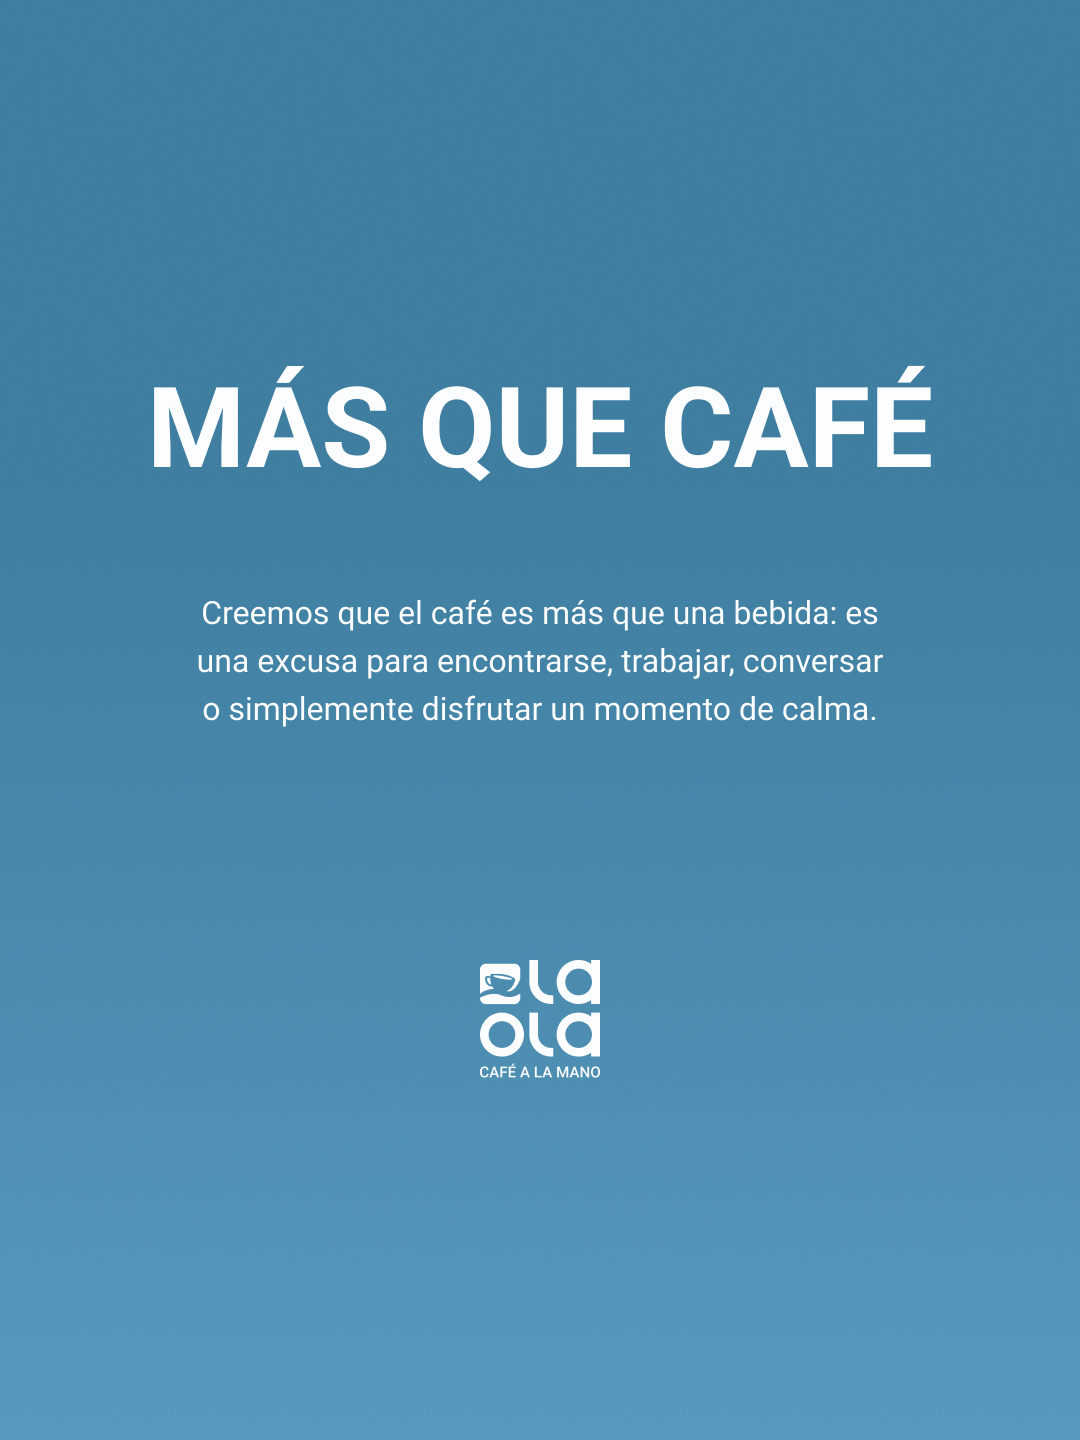 MÁS QUE CAFÉ
Creemos que el café es más que una bebida: es
una excusa para encontrarse, trabajar, conversar
o simplemente disfrutar un momento de calma.
La
OLa
CAFÉ A LA MANO